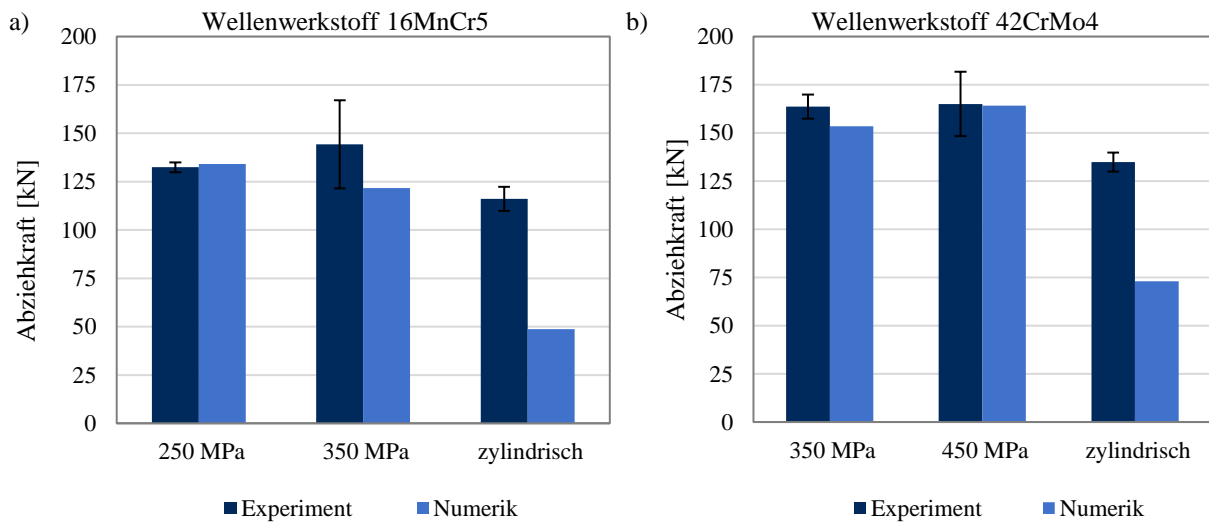 a)
Wellenwerkstoff 16MnCr5
Abziehkraft [kN]
200
175
150
125
100
75
50
25
0
250 MPa 350 MPa zylindrisch
Experiment Numerik
b)
Wellenwerkstoff 42CrMo4
Abziehkraft [kN]
200
175
150
125
100
75
50
25
0
350 MPa 450 MPa zylindrisch
Experiment Numerik